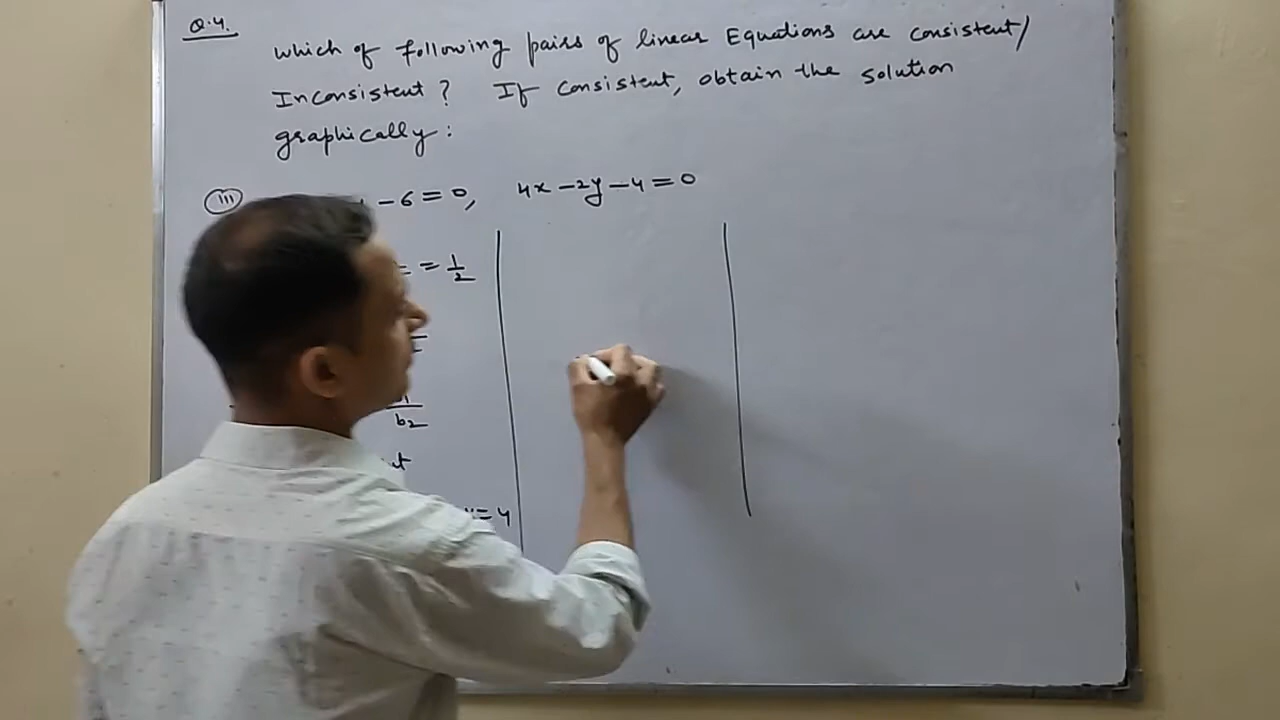 Q.4.
Which of following pairs of linear Equations are consistent/
Inconsistent? If consistent, obtain the solution
graphically:
(iii) - 6 = 0, 4x - 2y - 4 = 0
= 1/2
b2
= 4